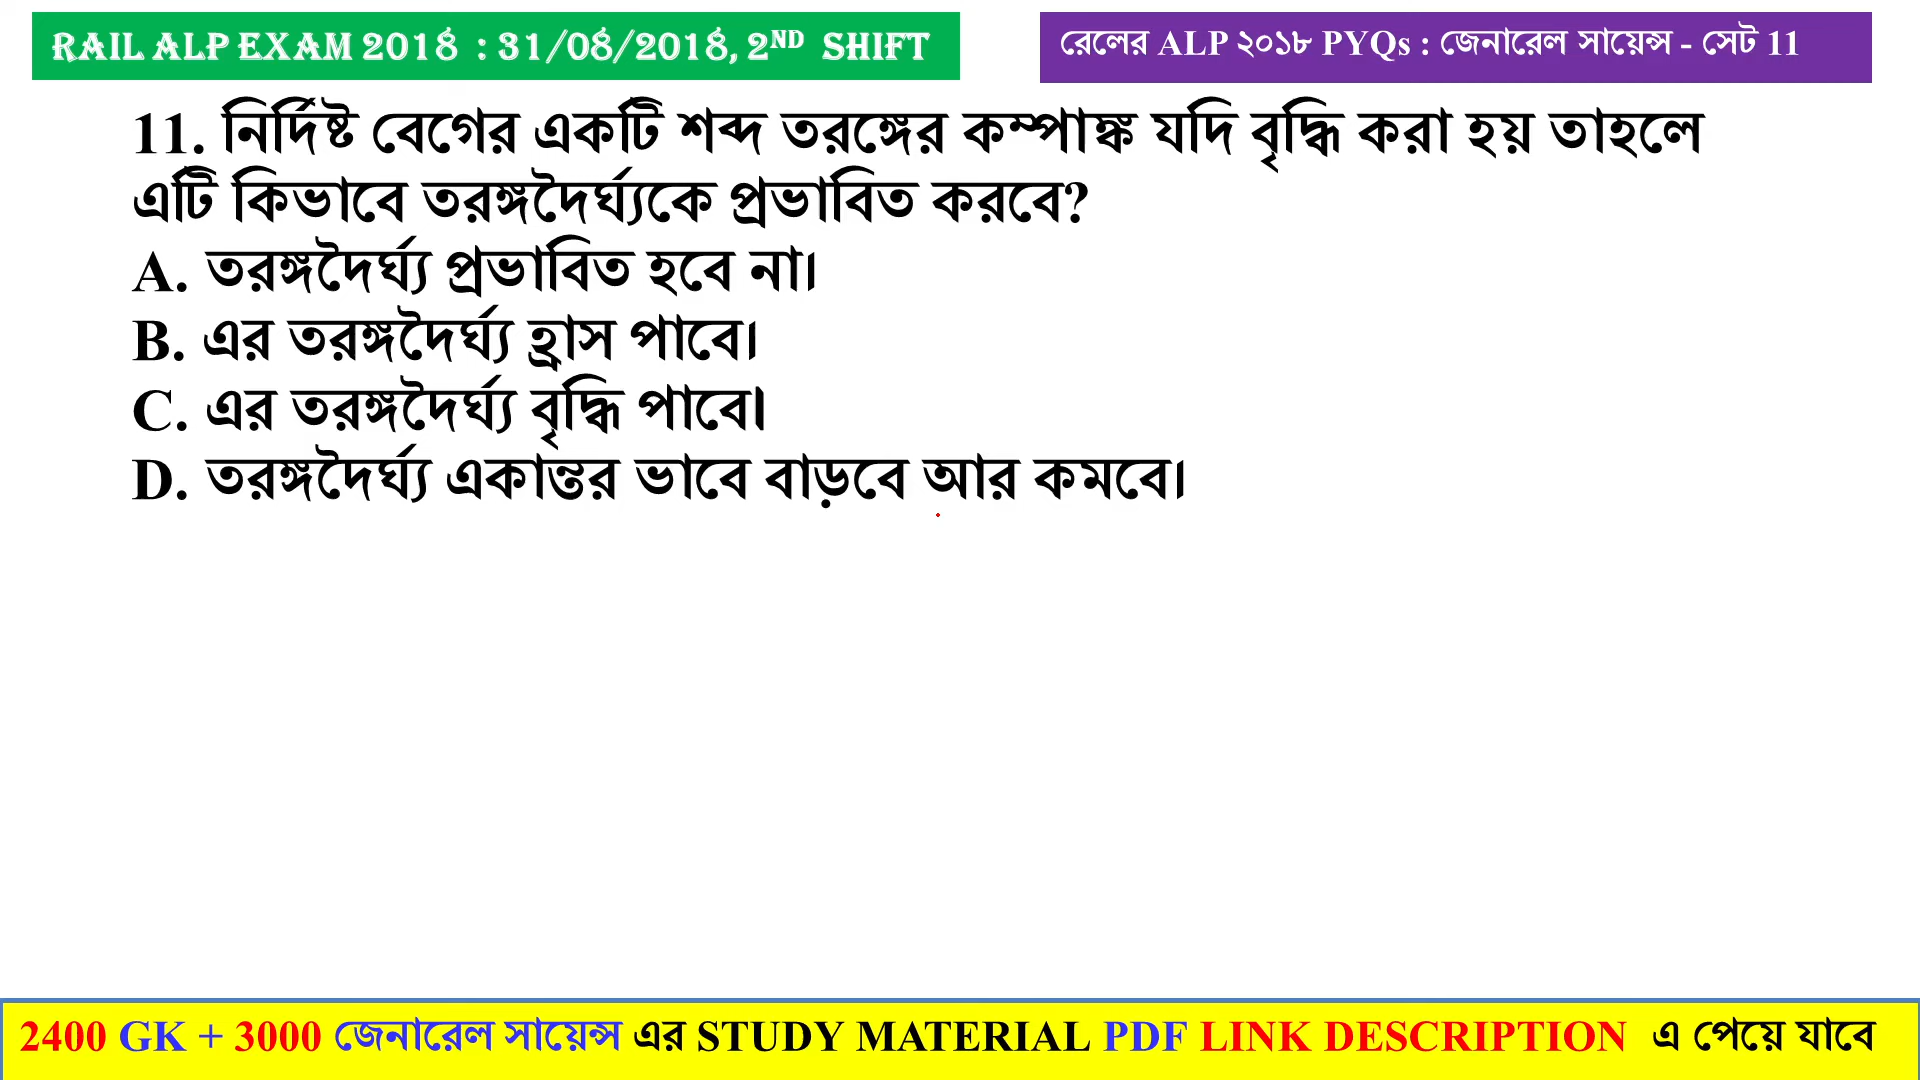 RAIL ALP EXAM 2018 : 31/08/2018, 2ND SHIFT
রেলের ALP ২০১৮ PYQs : জেনারেল সায়েন্স - সেট 11
11. নির্দিষ্ট বেগের একটি শব্দ তরঙ্গের কম্পাঙ্ক যদি বৃদ্ধি করা হয় তাহলে
এটি কিভাবে তরঙ্গদৈর্ঘ্যকে প্রভাবিত করবে?
A. তরঙ্গদৈর্ঘ্য প্রভাবিত হবে না।
B. এর তরঙ্গদৈর্ঘ্য হ্রাস পাবে।
C. এর তরঙ্গদৈর্ঘ্য বৃদ্ধি পাবে।
D. তরঙ্গদৈর্ঘ্য একান্তর ভাবে বাড়বে আর কমবে।
2400 GK + 3000 জেনারেল সায়েন্স এর STUDY MATERIAL PDF LINK DESCRIPTION এ পেয়ে যাবে